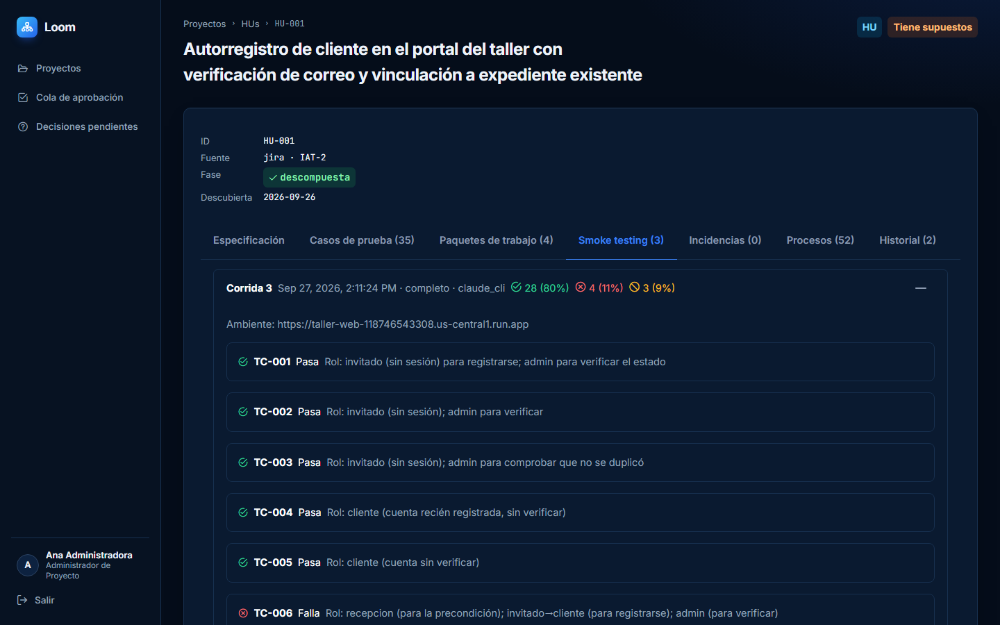 Loom
Proyectos
Cola de aprobación
Decisiones pendientes
Ana Administradora
Administrador de
Proyecto
A
Salir
Proyectos › HUs › HU-001
HU
Tiene supuestos
Autorregistro de cliente en el portal del taller con
verificación de correo y vinculación a expediente existente
ID HU-001
Fuente jira · IAT-2
Fase descompuesta
Descubierta 2026-09-26
Especificación Casos de prueba (35) Paquetes de trabajo (4) Smoke testing (3) Incidencias (0) Procesos (52) Historial (2)
Corrida 3 Sep 27, 2026, 2:11:24 PM · completo · claude_cli 28 (80%) 4 (11%) 3 (9%)
Ambiente: https://taller-web-118746543308.us-central1.run.app
TC-001 Pasa Rol: invitado (sin sesión) para registrarse; admin para verificar el estado
TC-002 Pasa Rol: invitado (sin sesión); admin para verificar
TC-003 Pasa Rol: invitado (sin sesión); admin para comprobar que no se duplicó
TC-004 Pasa Rol: cliente (cuenta recién registrada, sin verificar)
TC-005 Pasa Rol: cliente (cuenta sin verificar)
TC-006 Falla Rol: recepcion (para la precondición); invitado→cliente (para registrarse); admin (para verificar)